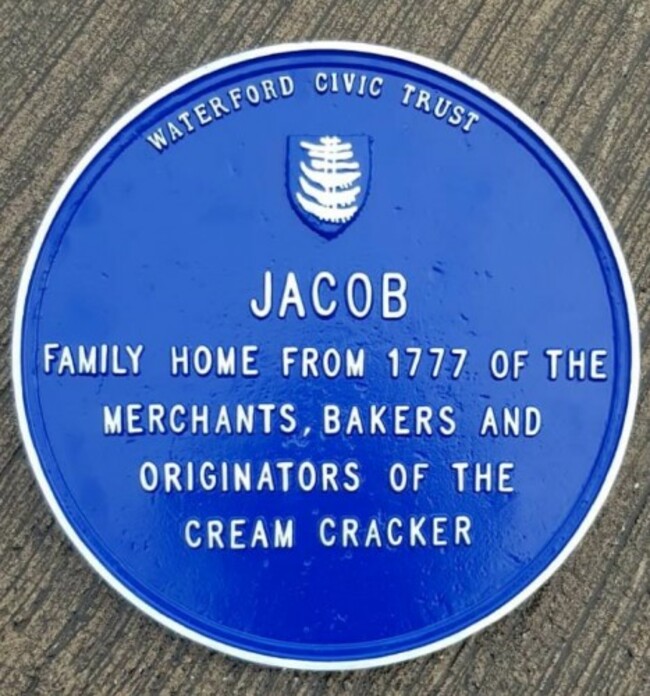 WATERFORD CIVIC TRUST
JACOB
FAMILY HOME FROM 1777 OF THE
MERCHANTS, BAKERS AND
ORIGINATORS OF THE
CREAM CRACKER